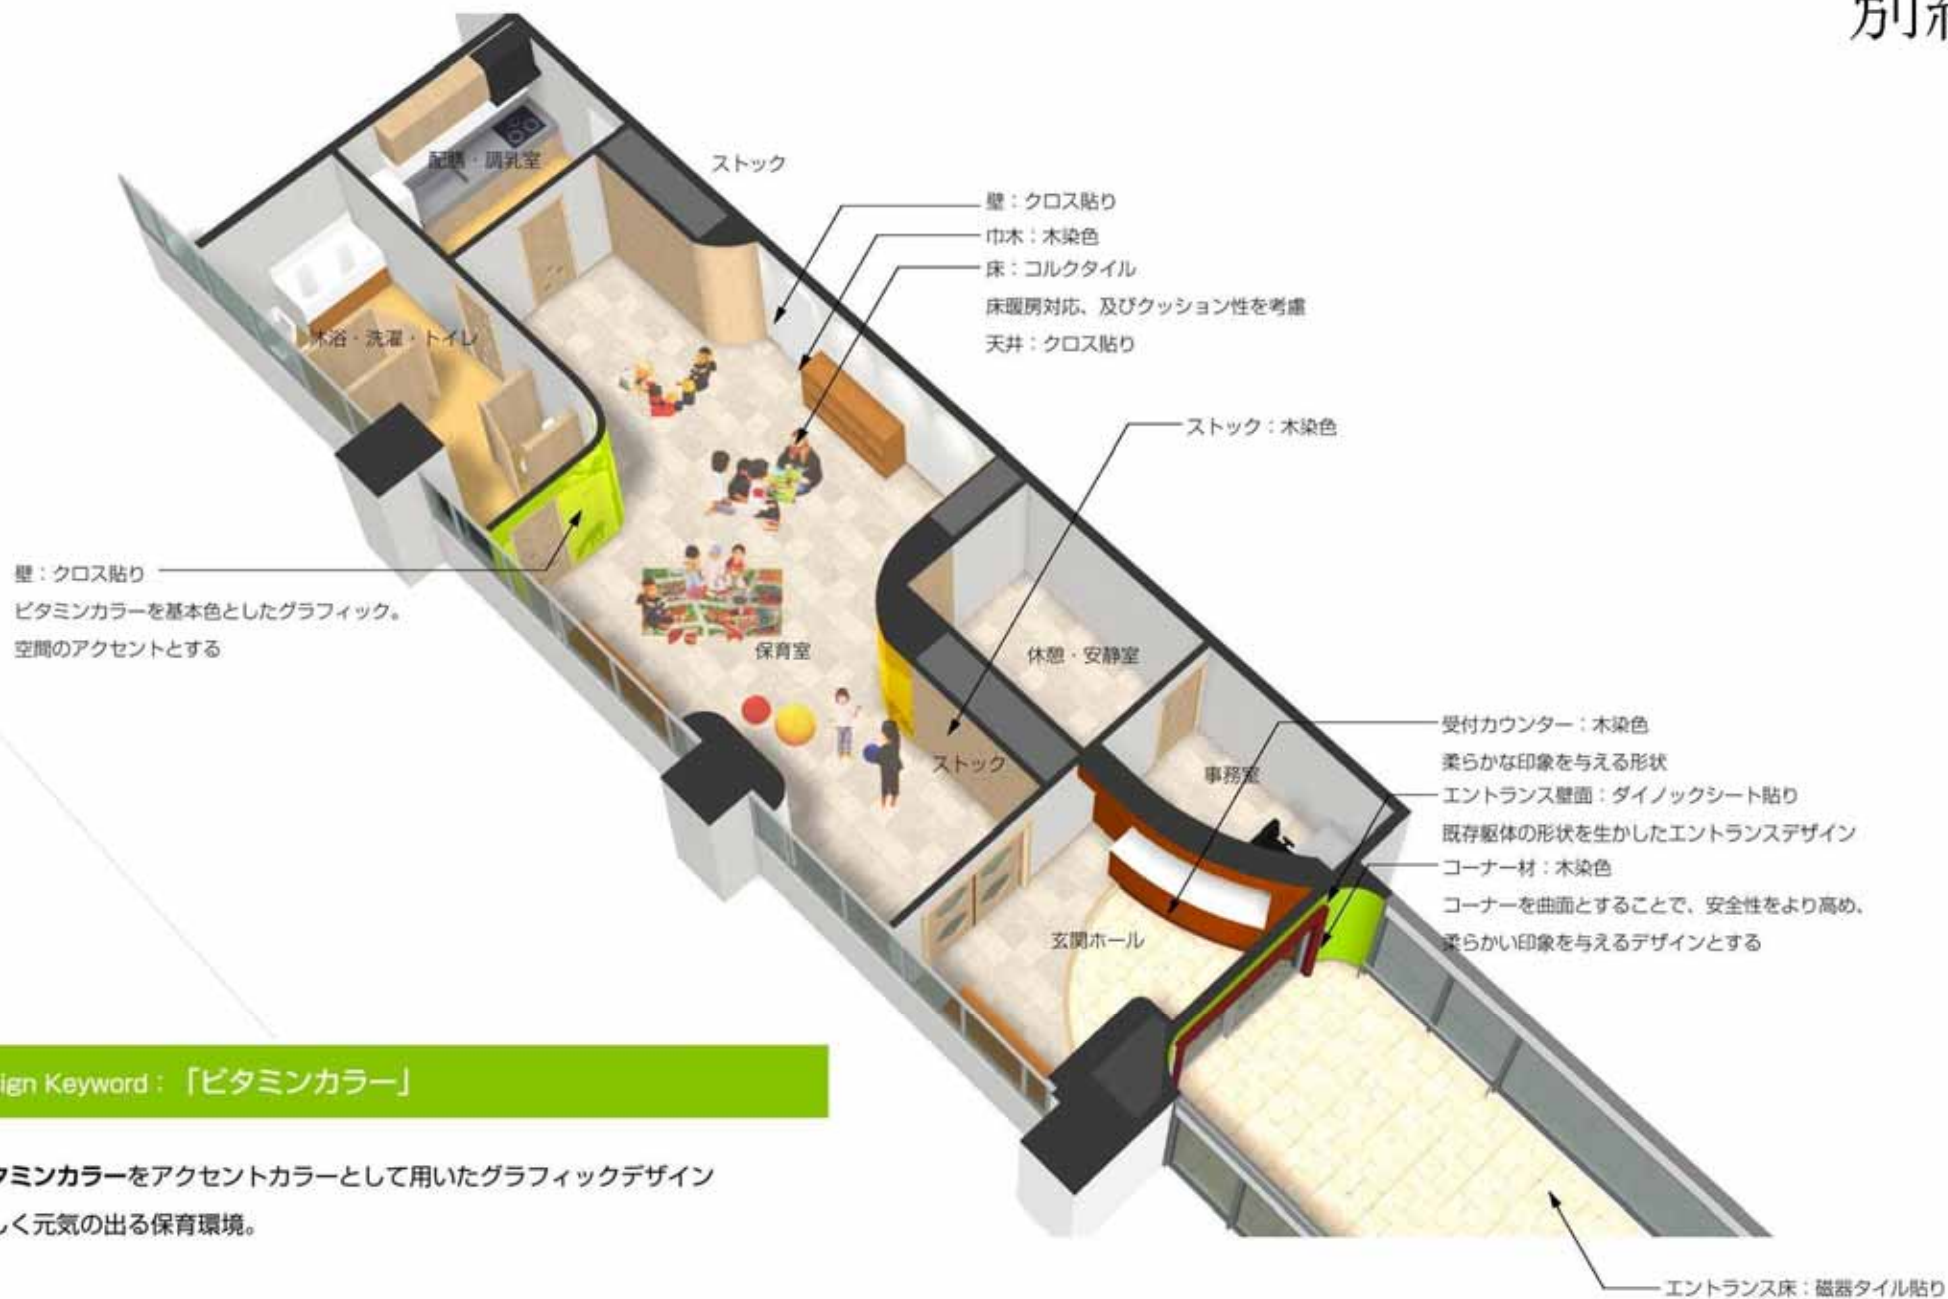 別紙
ストック
配膳・調乳室
壁：クロス貼り
巾木：木染色
床：コルクタイル
床暖房対応、及びクッション性を考慮
天井：クロス貼り
沐浴・洗濯・トイレ
ストック：木染色
壁：クロス貼り
ビタミンカラーを基本色としたグラフィック。
空間のアクセントとする
保育室
休憩・安静室
ストック
事務室
受付カウンター：木染色
柔らかな印象を与える形状
エントランス壁面：ダイノックシート貼り
既存躯体の形状を生かしたエントランスデザイン
コーナー材：木染色
コーナーを曲面とすることで、安全性をより高め、
柔らかい印象を与えるデザインとする
玄関ホール
ign Keyword：「ビタミンカラー」
タミンカラーをアクセントカラーとして用いたグラフィックデザイン
しく元気の出る保育環境。
エントランス床：磁器タイル貼り